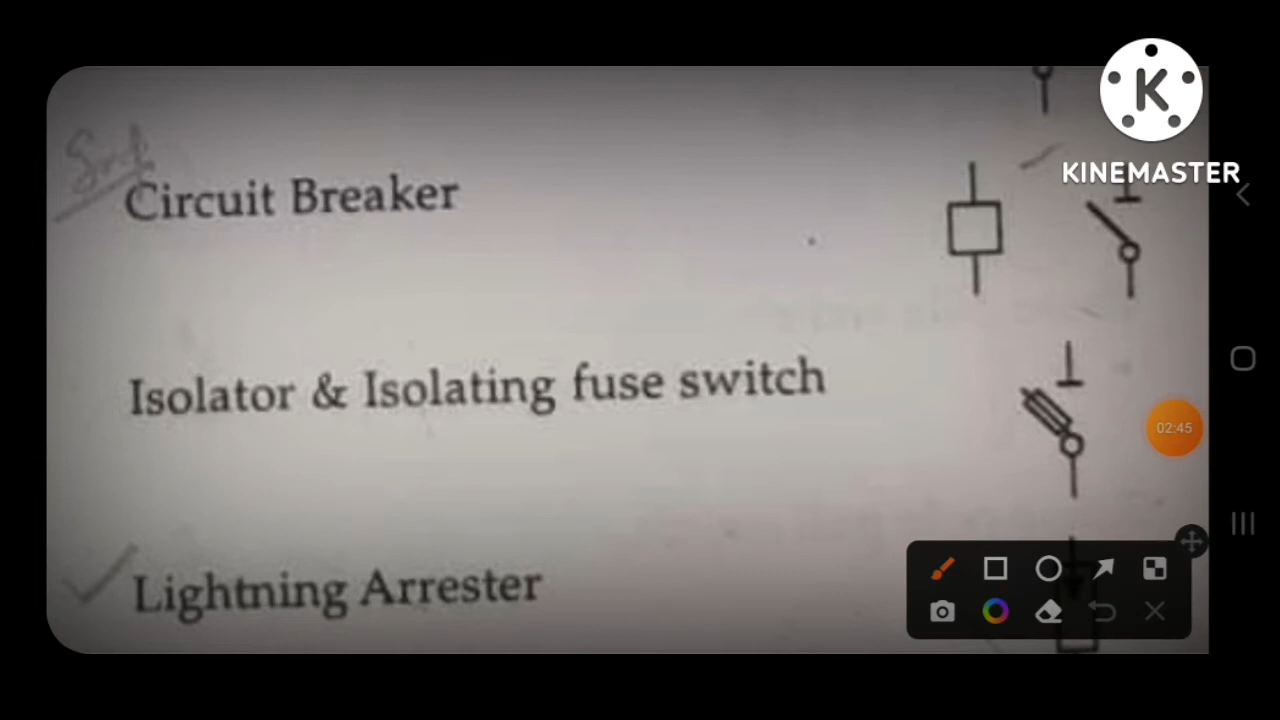 KINEMASTER
Circuit Breaker
Isolator & Isolating fuse switch
02:45
Lightning Arrester